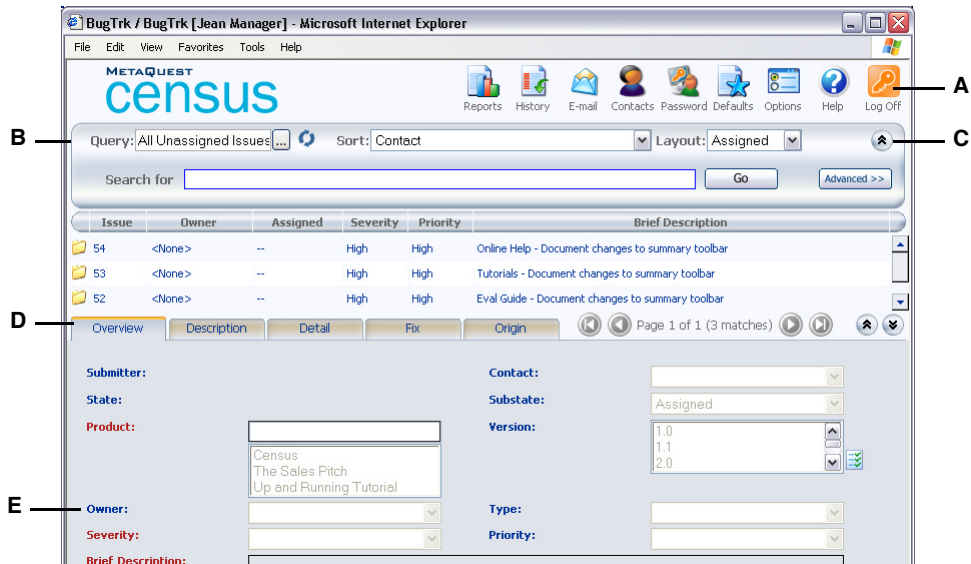 BugTrk / BugTrk [Jean Manager] - Microsoft Internet Explorer
File Edit View Favorites Tools Help
METAQUEST
census
Reports History E-mail Contacts Password Defaults Options Help Log Off
A
B
Query: All Unassigned Issues ... Sort: Contact Layout: Assigned
C
Search for Go Advanced >>
Issue Owner Assigned Severity Priority Brief Description
54 <None> -- High High Online Help - Document changes to summary toolbar
53 <None> -- High High Tutorials - Document changes to summary toolbar
52 <None> -- High High Eval Guide - Document changes to summary toolbar
D
Overview Description Detail Fix Origin Page 1 of 1 (3 matches)
Submitter: Contact:
State: Substate: Assigned
Product: Version: 1.0
1.1
2.0
Census
The Sales Pitch
Up and Running Tutorial
E
Owner: Type:
Severity: Priority:
Brief Description: